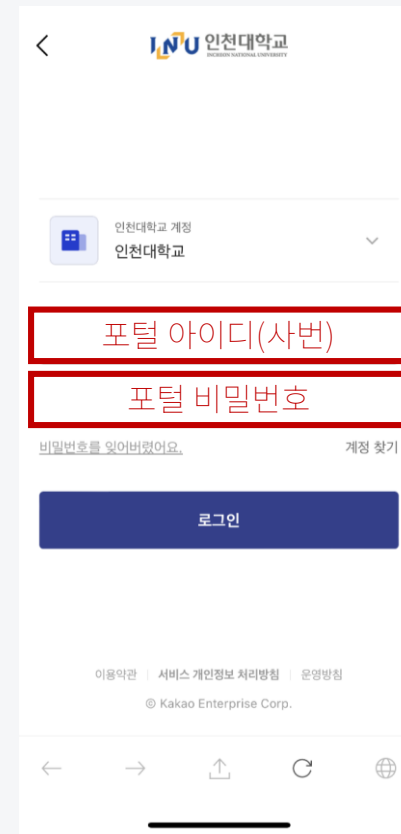 INU 인천대학교
INCHEON NATIONAL UNIVERSITY
인천대학교 계정
인천대학교
포털 아이디(사번)
포털 비밀번호
비밀번호를 잊어버렸어요. 계정 찾기
로그인
이용약관 서비스 개인정보 처리방침 운영방침
© Kakao Enterprise Corp.